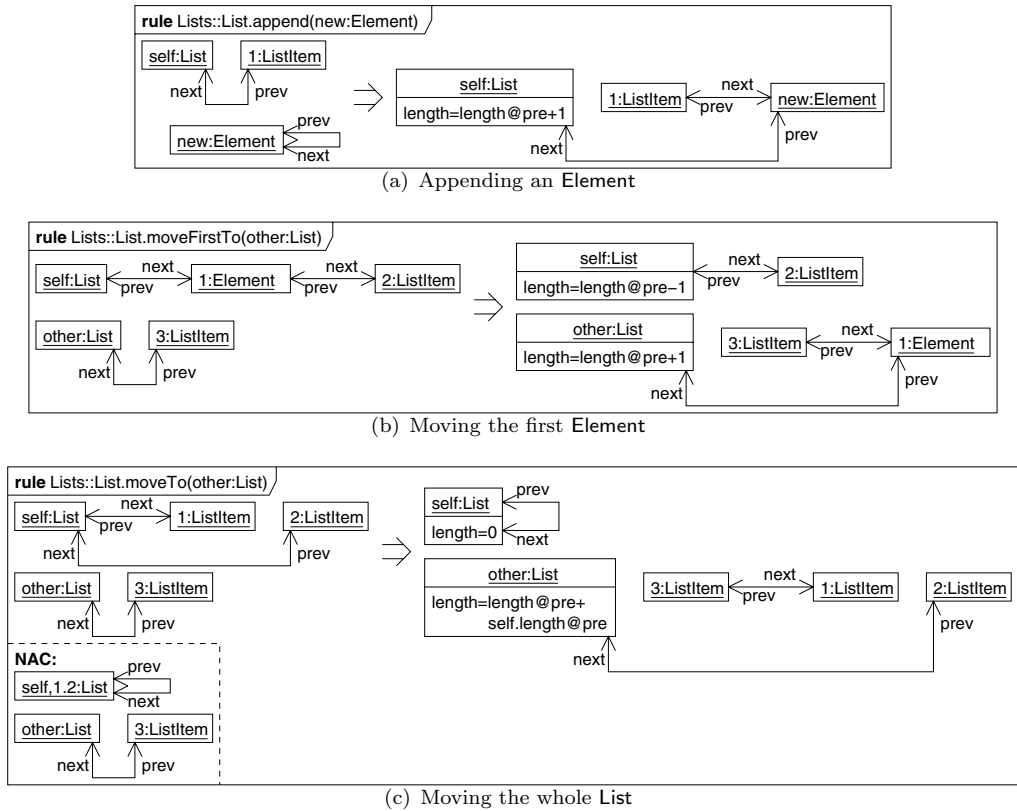 rule Lists::List.append(new:Element)
self:List
1:ListItem
next
prev
new:Element
prev
next
self:List
length=length@pre+1
next
1:ListItem
next
prev
new:Element
prev
(a) Appending an Element
rule Lists::List.moveFirstTo(other:List)
self:List
next
prev
1:Element
next
prev
2:ListItem
other:List
3:ListItem
next
prev
self:List
length=length@pre−1
next
prev
2:ListItem
other:List
length=length@pre+1
next
3:ListItem
next
prev
1:Element
prev
(b) Moving the first Element
rule Lists::List.moveTo(other:List)
self:List
next
prev
1:ListItem
2:ListItem
next
prev
other:List
3:ListItem
next
prev
NAC:
self,1.2:List
prev
next
other:List
3:ListItem
next
prev
self:List
length=0
prev
next
other:List
length=length@pre+
self.length@pre
next
3:ListItem
next
prev
1:ListItem
2:ListItem
prev
(c) Moving the whole List